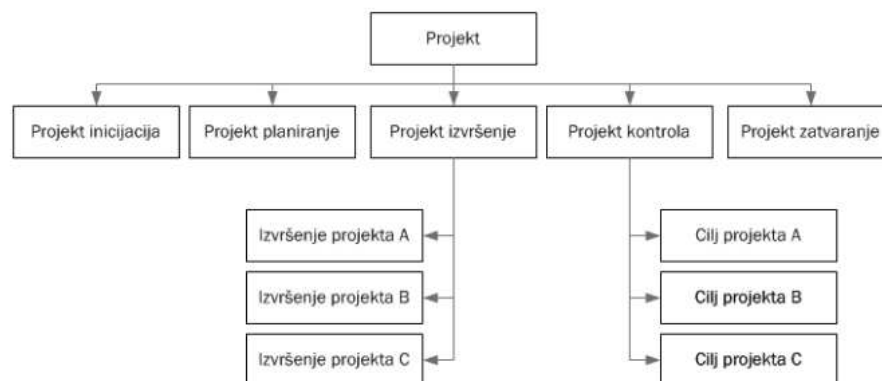 Projekt
Projekt inicijacija
Projekt planiranje
Projekt izvršenje
Projekt kontrola
Projekt zatvaranje
Izvršenje projekta A
Cilj projekta A
Izvršenje projekta B
Cilj projekta B
Izvršenje projekta C
Cilj projekta C